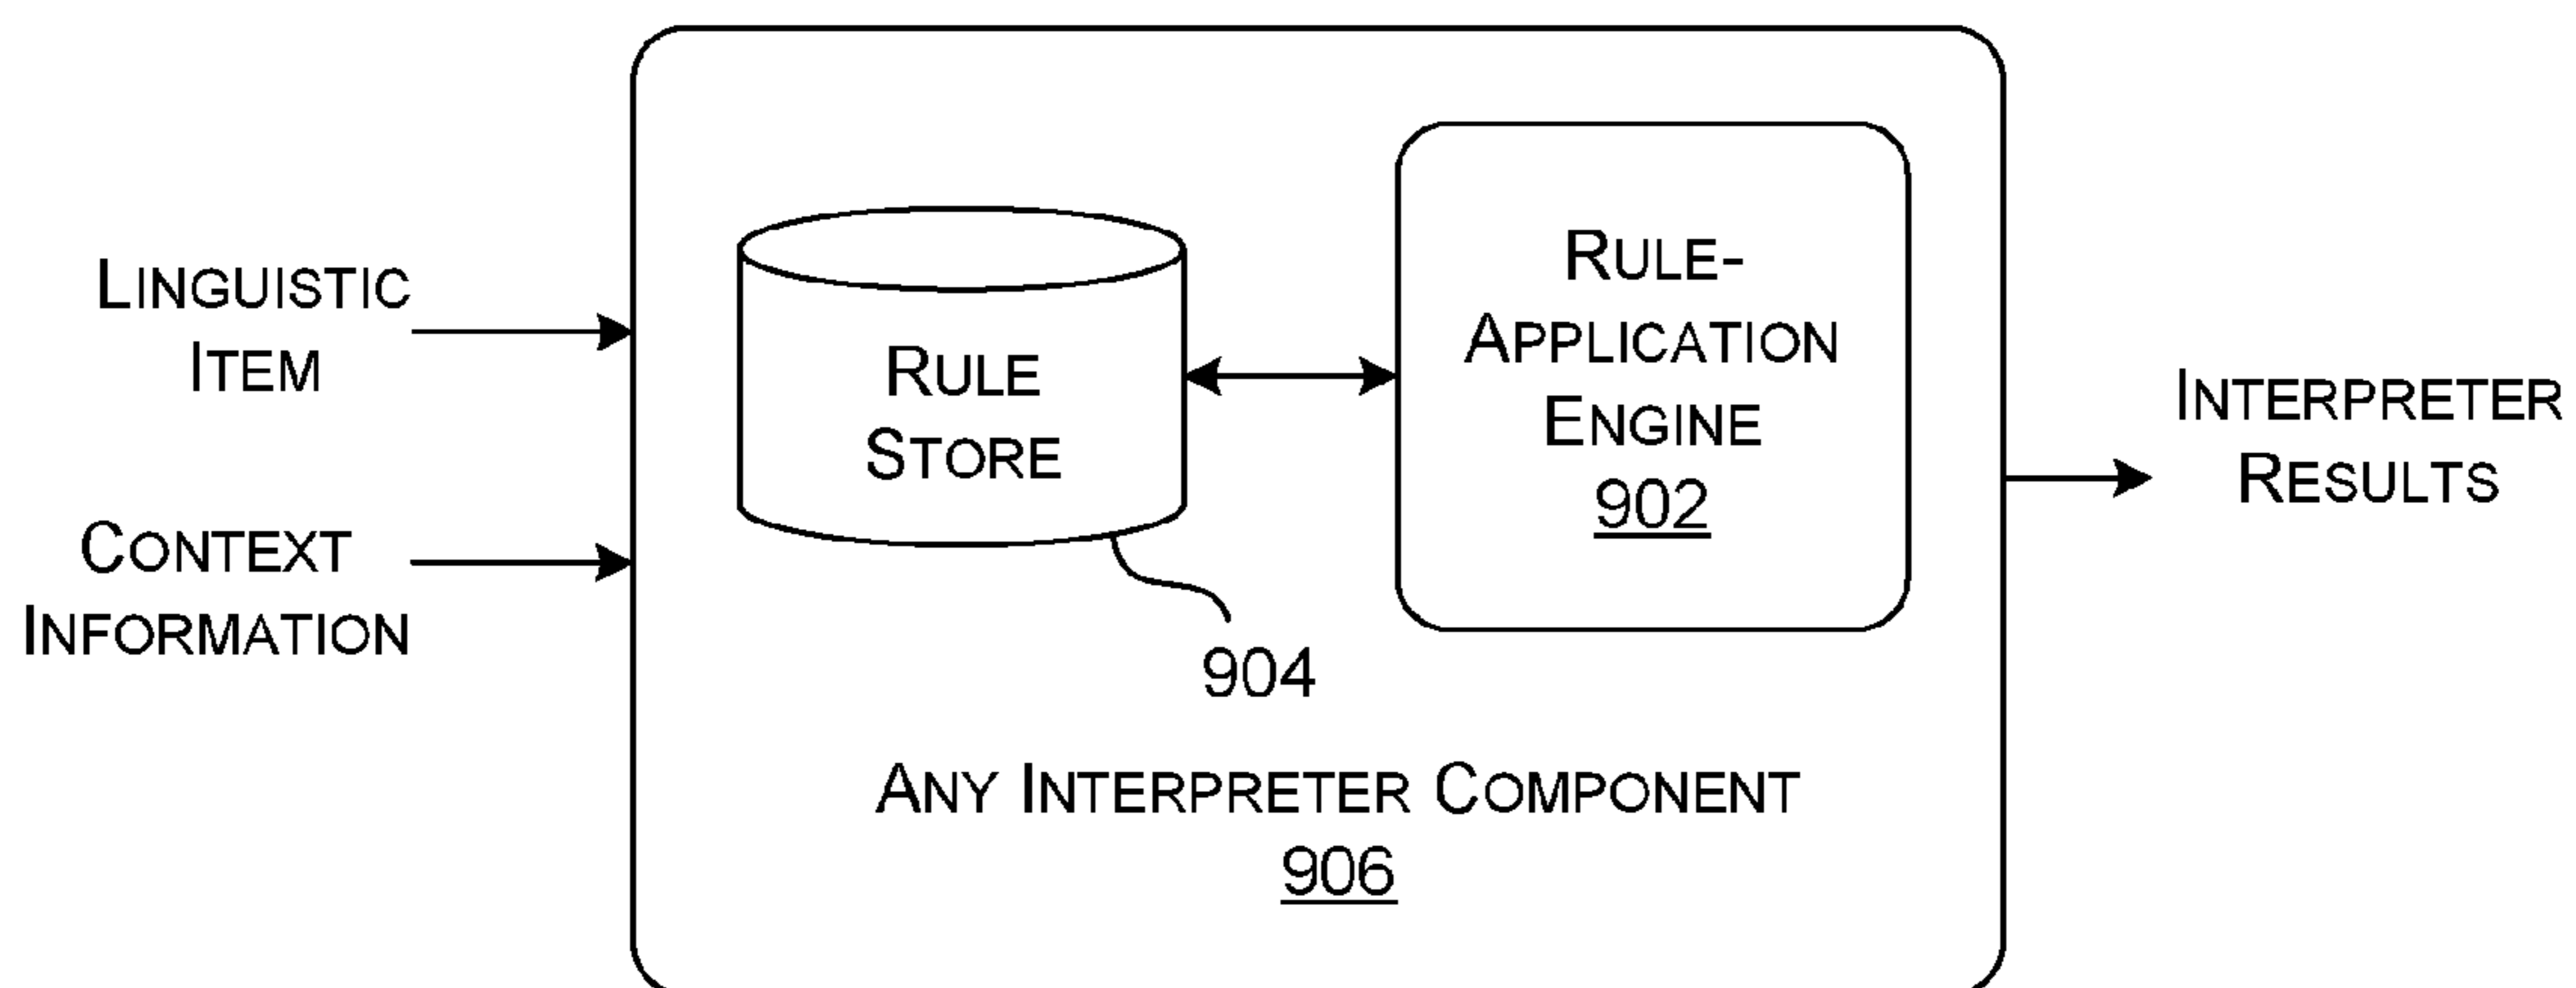 LINGUISTIC
ITEM
CONTEXT
INFORMATION
RULE
STORE
904
RULE-
APPLICATION
ENGINE
902
ANY INTERPRETER COMPONENT
906
INTERPRETER
RESULTS